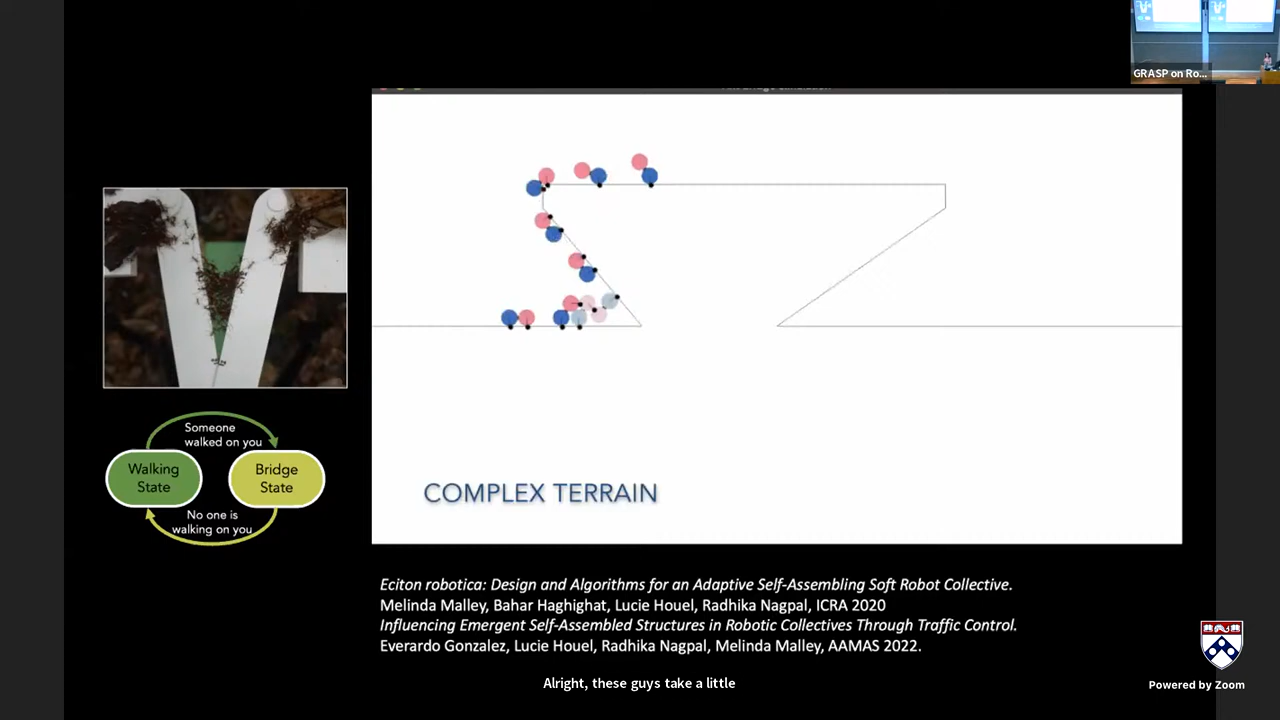 GRASP on Ro...
Someone
walked on you
Walking
State
Bridge
State
No one is
walking on you
COMPLEX TERRAIN
Eciton robotica: Design and Algorithms for an Adaptive Self-Assembling Soft Robot Collective.
Melinda Malley, Bahar Haghighat, Lucie Houel, Radhika Nagpal, ICRA 2020
Influencing Emergent Self-Assembled Structures in Robotic Collectives Through Traffic Control.
Everardo Gonzalez, Lucie Houel, Radhika Nagpal, Melinda Malley, AAMAS 2022.
Alright, these guys take a little
Powered by Zoom